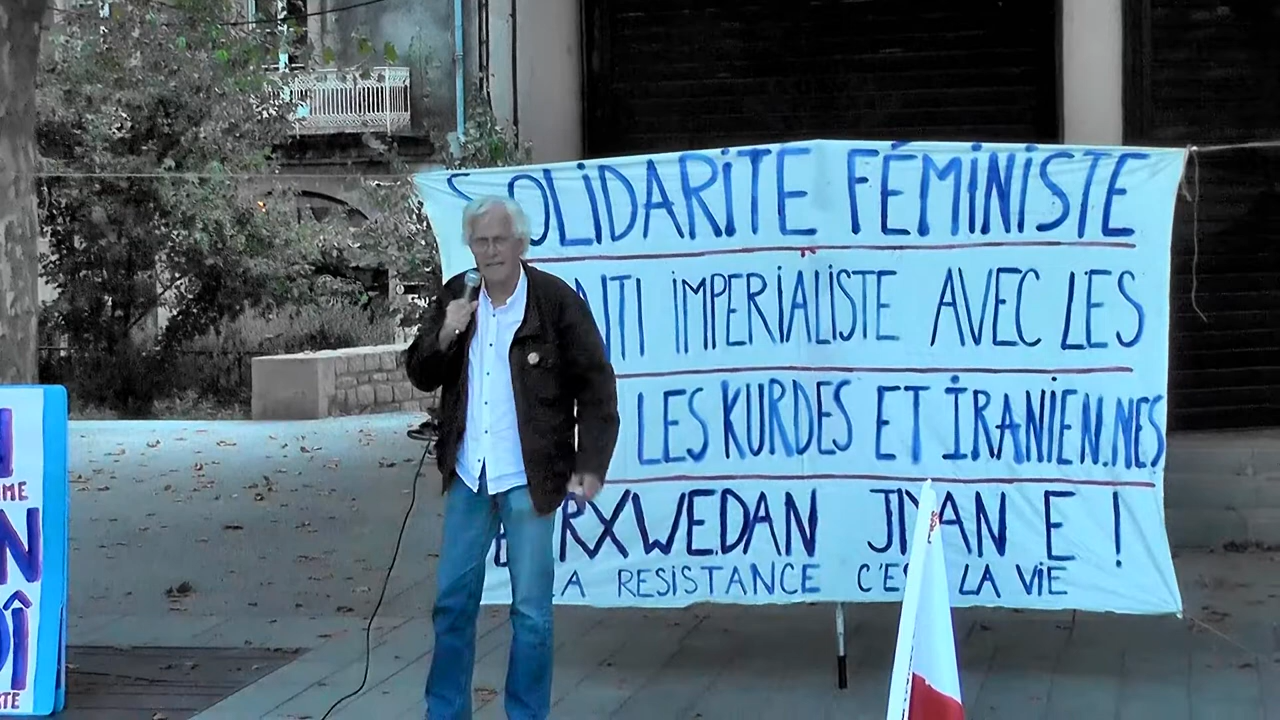 SOLIDARITE FÉMINISTE
ANTI IMPERIALISTE AVEC LES
LES KURDES ET IRANIEN.NES
RXWEDAN JIYAN E !
LA RESISTANCE C'EST LA VIE